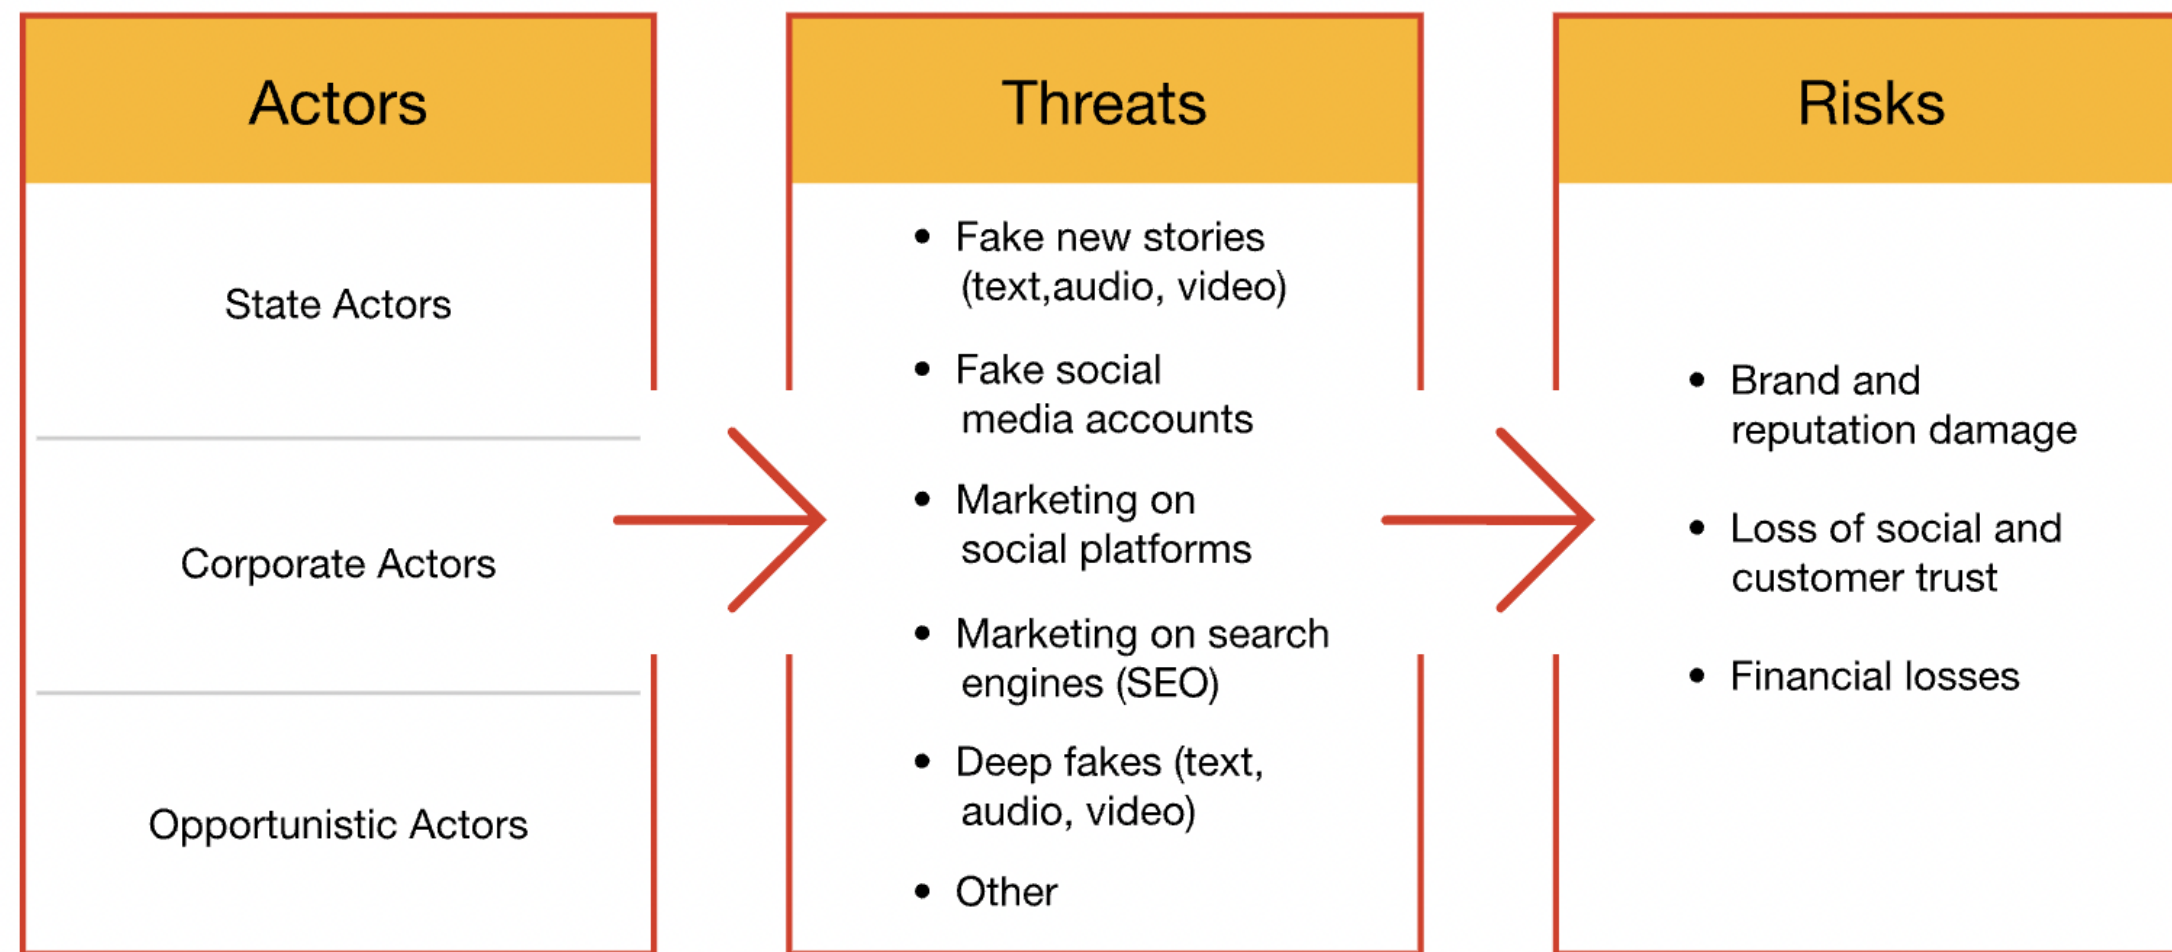 Actors
State Actors
Corporate Actors
Opportunistic Actors
Threats
• Fake new stories
(text,audio, video)
• Fake social
media accounts
• Marketing on
social platforms
• Marketing on search
engines (SEO)
• Deep fakes (text,
audio, video)
• Other
Risks
• Brand and
reputation damage
• Loss of social and
customer trust
• Financial losses